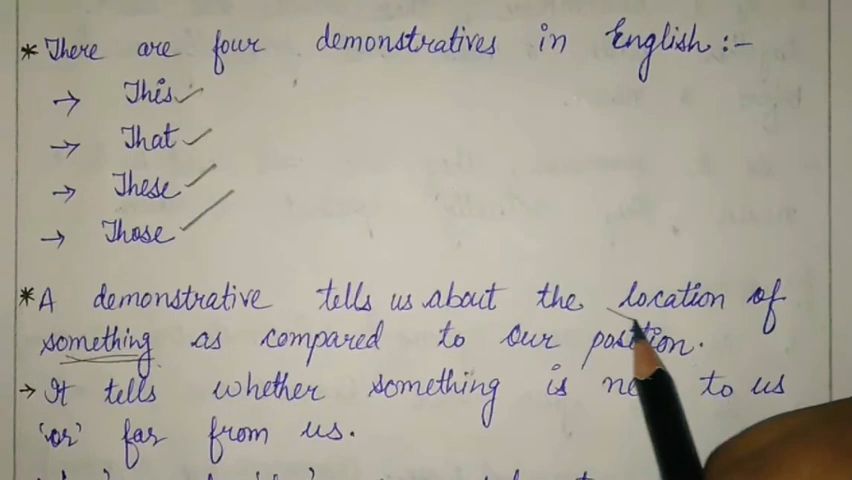 * There are four demonstratives in English :-
→ This
→ That
→ These
→ Those
* A demonstrative tells us about the location of
something as compared to our position.
→ It tells whether something is to us
'or' far from us.